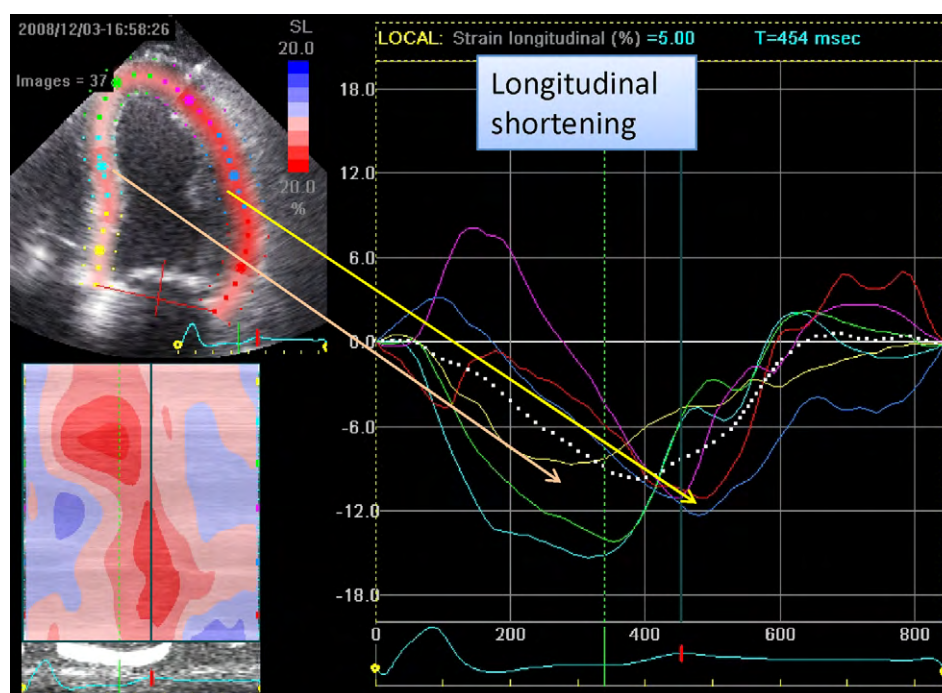 2008/12/03-16:58:26
Images = 37
SL
20.0
20.0
%
LOCAL: Strain longitudinal (%) =5.00 T=454 msec
Longitudinal
shortening
18.0
12.0
6.0
0.0
-6.0
-12.0
-18.0
0 200 400 600 800